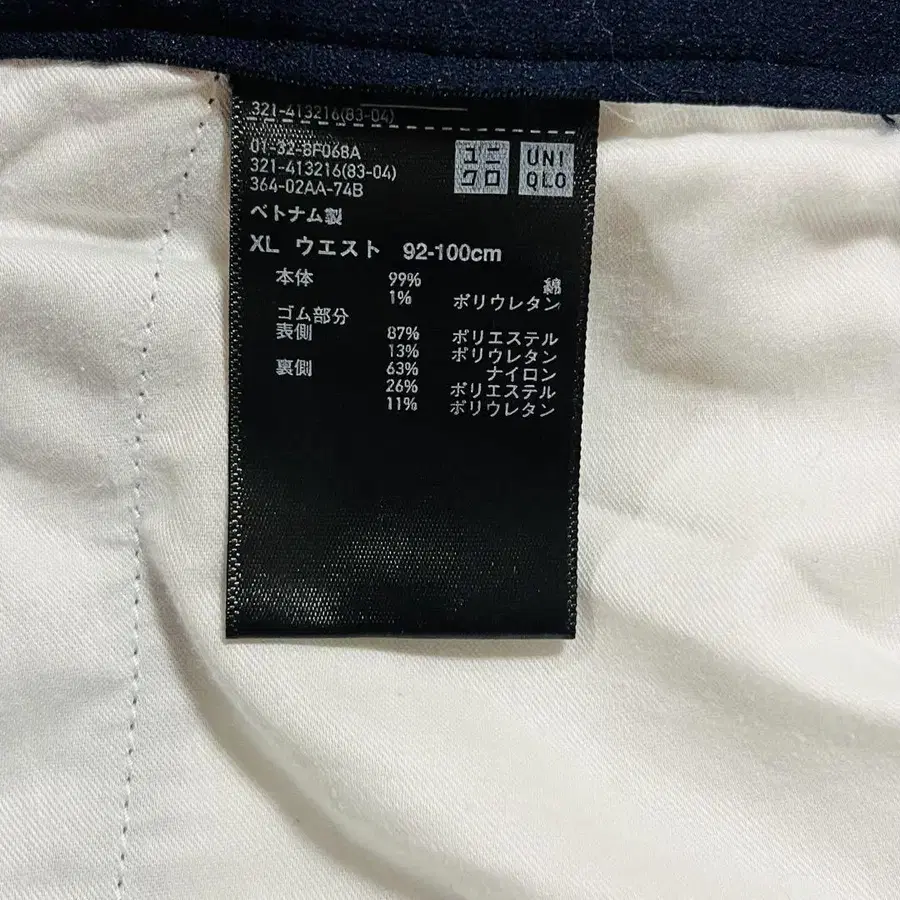 321-413216(83-04)
01-32-8F068A
321-413216(83-04)
364-02AA-74B
ユニクロ
UNIQLO
ベトナム製
XL ウエスト 92-100cm
本体 99% 綿
1% ポリウレタン
ゴム部分
表側 87% ポリエステル
13% ポリウレタン
裏側 63% ナイロン
26% ポリエステル
11% ポリウレタン